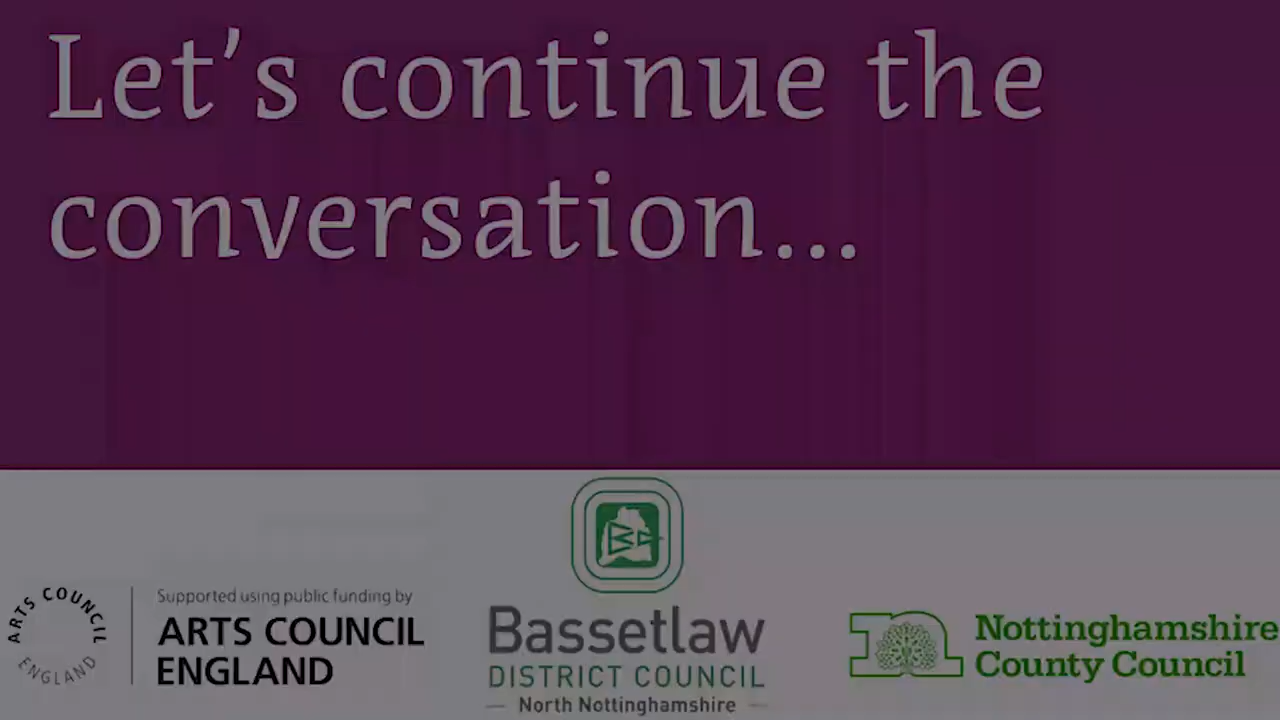 Let’s continue the
conversation...
ARTS COUNCIL
ENGLAND
Supported using public funding by
ARTS COUNCIL
ENGLAND
Bassetlaw
DISTRICT COUNCIL
North Nottinghamshire
Nottinghamshire
County Council